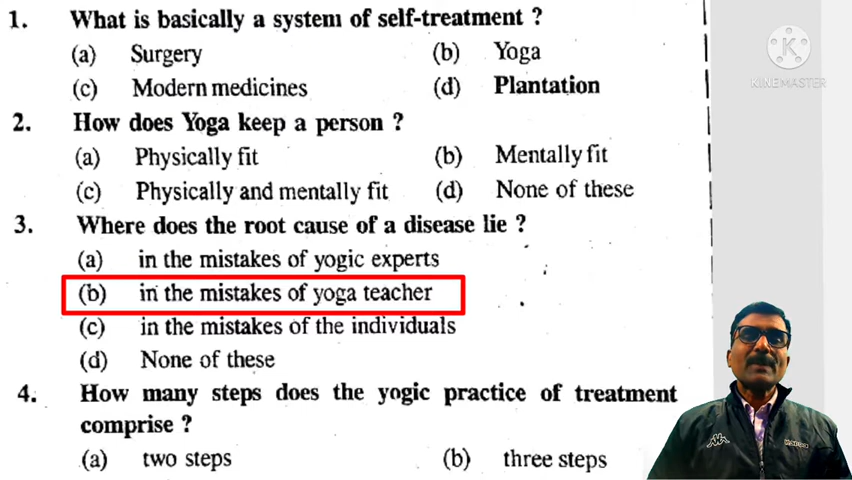 1. What is basically a system of self-treatment ?
(a) Surgery (b) Yoga
(c) Modern medicines (d) Plantation
2. How does Yoga keep a person ?
(a) Physically fit (b) Mentally fit
(c) Physically and mentally fit (d) None of these
3. Where does the root cause of a disease lie ?
(a) in the mistakes of yogic experts
(b) in the mistakes of yoga teacher
(c) in the mistakes of the individuals
(d) None of these
4. How many steps does the yogic practice of treatment
comprise ?
(a) two steps (b) three steps
K
KINEMASTER